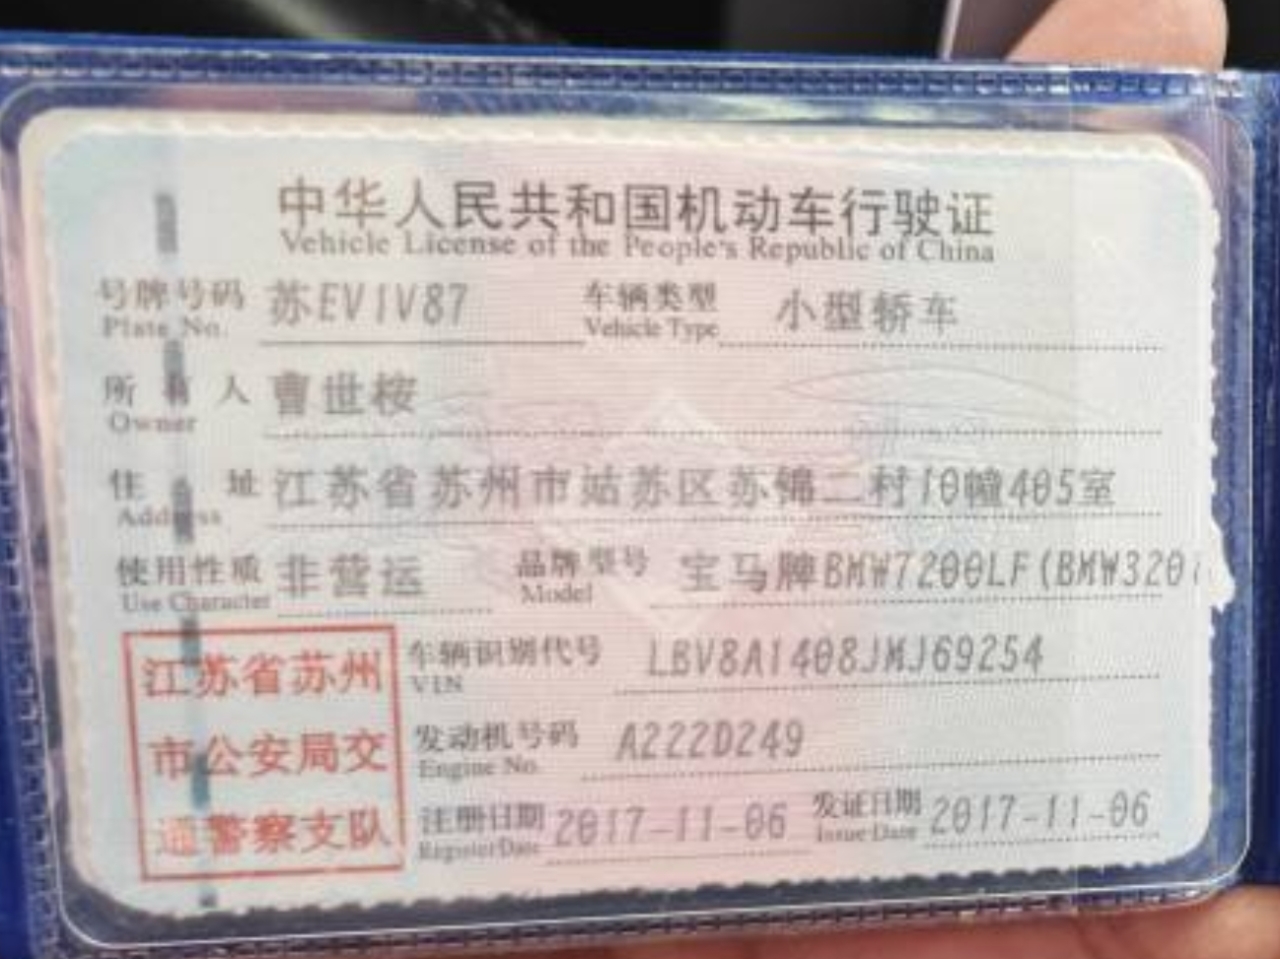 中华人民共和国机动车行驶证
Vehicle License of the People's Republic of China
号牌号码 苏EV1V87 车辆类型 小型轿车
Plate No. Vehicle Type
所有人 曹世桉
Owner
住址 江苏省苏州市姑苏区苏锦二村10幢405室
Address
使用性质 非营运 品牌型号 宝马牌BMW7200LF(BMW320i
Use Character Model
江苏省苏州
市公安局交
通警察支队
车辆识别代号 LBV8A1408JMJ69254
VIN
发动机号码 A222D249
Engine No.
注册日期 2017-11-06 发证日期 2017-11-06
Register Date Issue Date